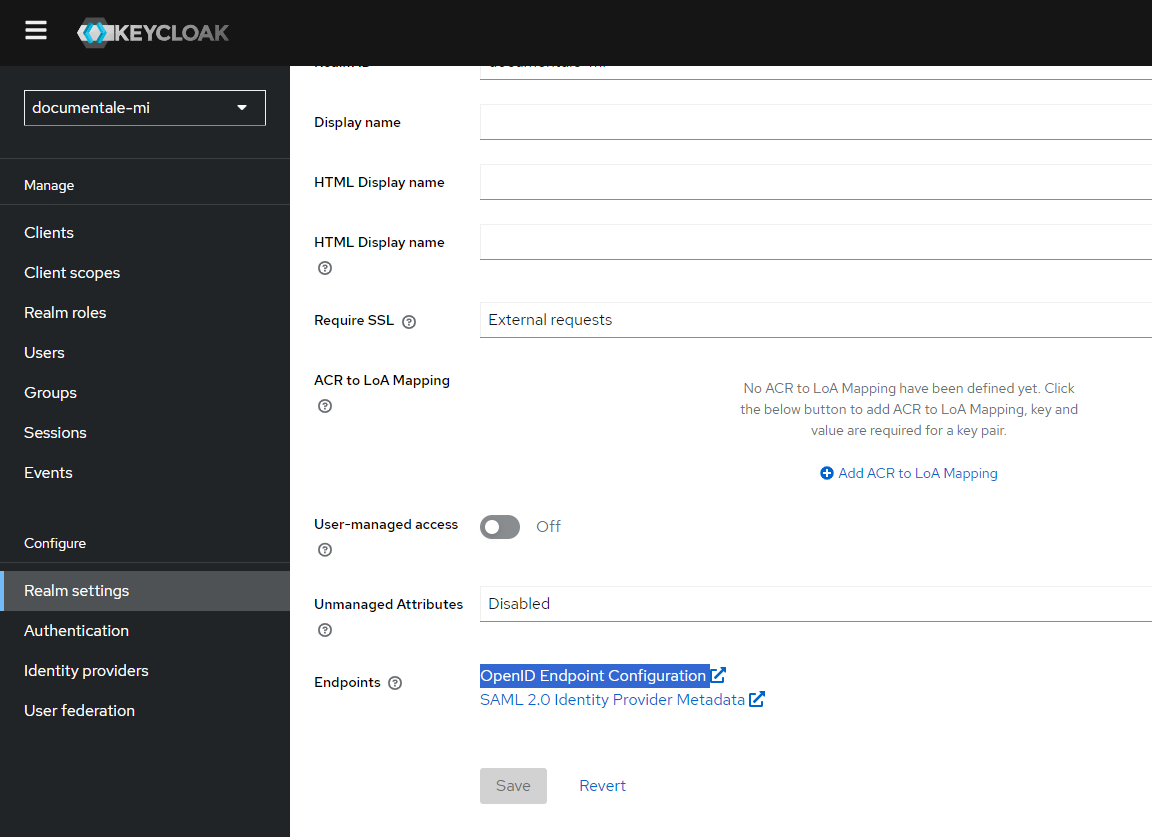 KEYCLOAK
documentale-mi
Manage
Clients
Client scopes
Realm roles
Users
Groups
Sessions
Events
Configure
Realm settings
Authentication
Identity providers
User federation
Display name
HTML Display name
HTML Display name
Require SSL
External requests
ACR to LoA Mapping
No ACR to LoA Mapping have been defined yet. Click
the below button to add ACR to LoA Mapping, key and
value are required for a key pair.
Add ACR to LoA Mapping
User-managed access
Off
Unmanaged Attributes
Disabled
Endpoints
OpenID Endpoint Configuration
SAML 2.0 Identity Provider Metadata
Save
Revert